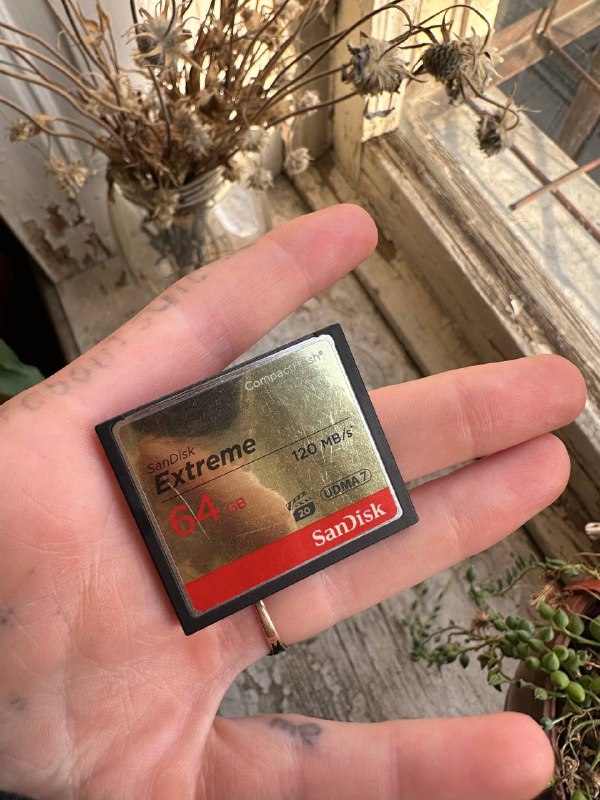 CompactFlash®
SanDisk
Extreme
120 MB/s*
64 GB
VPG
20
UDMA 7
SanDisk